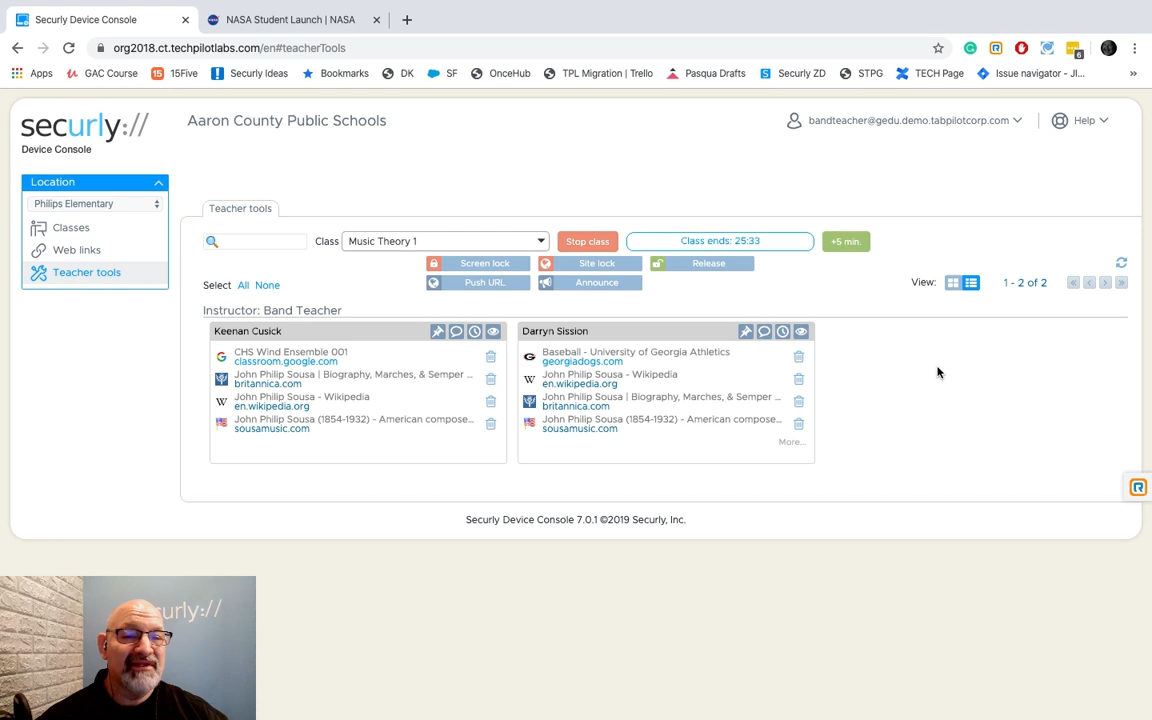 Securly Device Console
NASA Student Launch | NASA
org2018.ct.techpilotlabs.com/en#teacherTools
6
Apps
GAC Course
15
15Five
Securly Ideas
Bookmarks
DK
SF
OnceHub
TPL Migration | Trello
Pasqua Drafts
Securly ZD
STPG
TECH Page
Issue navigator - JI...
securly://
Device Console
Aaron County Public Schools
bandteacher@gedu.demo.tabpilotcorp.com
Help
Location
Philips Elementary
Classes
Web links
Teacher tools
Teacher tools
Class
Music Theory 1
Stop class
Class ends: 25:33
+5 min.
Screen lock
Site lock
Release
Select All None
Push URL
Announce
View:
1 - 2 of 2
Instructor: Band Teacher
Keenan Cusick
CHS Wind Ensemble 001
classroom.google.com
John Philip Sousa | Biography, Marches, & Semper ...
britannica.com
John Philip Sousa - Wikipedia
en.wikipedia.org
John Philip Sousa (1854-1932) - American compose...
sousamusic.com
Darryn Sission
Baseball - University of Georgia Athletics
georgiadogs.com
John Philip Sousa - Wikipedia
en.wikipedia.org
John Philip Sousa | Biography, Marches, & Semper ...
britannica.com
John Philip Sousa (1854-1932) - American compose...
sousamusic.com
More...
Securly Device Console 7.0.1 ©2019 Securly, Inc.
curly://